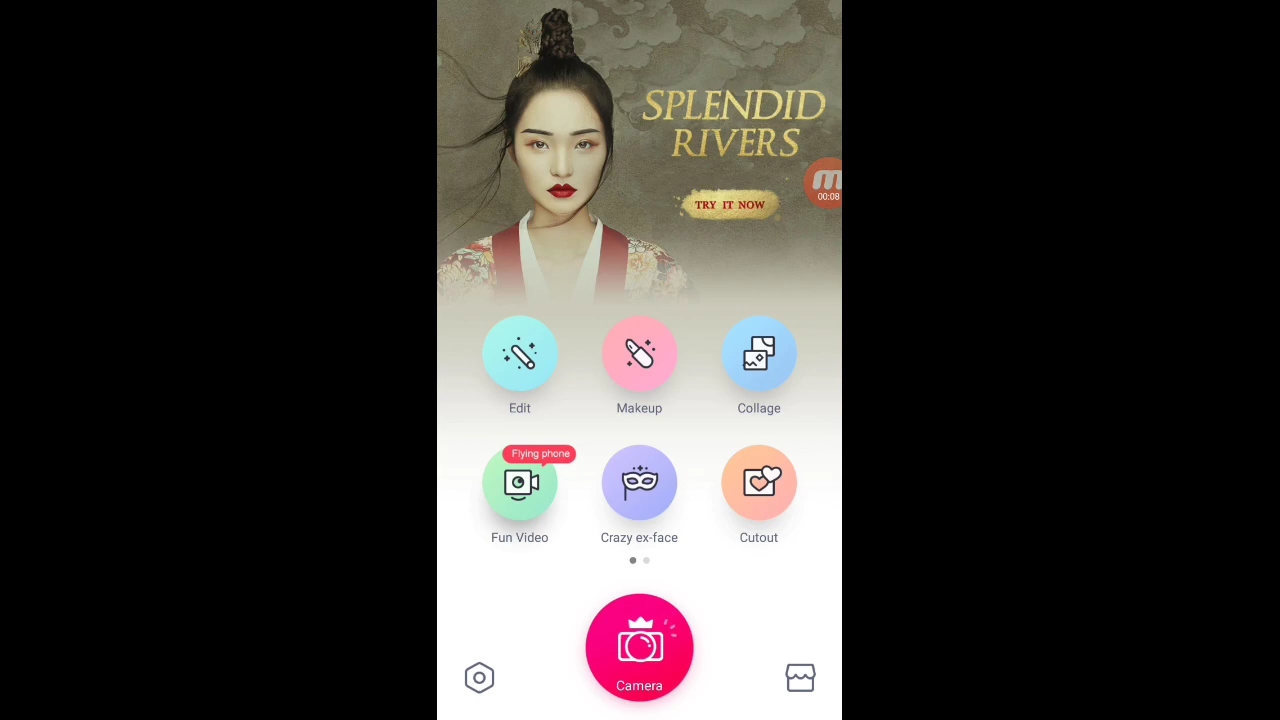 SPLENDID
RIVERS
00:08
TRY IT NOW
Edit
Makeup
Collage
Flying phone
Fun Video
Crazy ex-face
Cutout
Camera